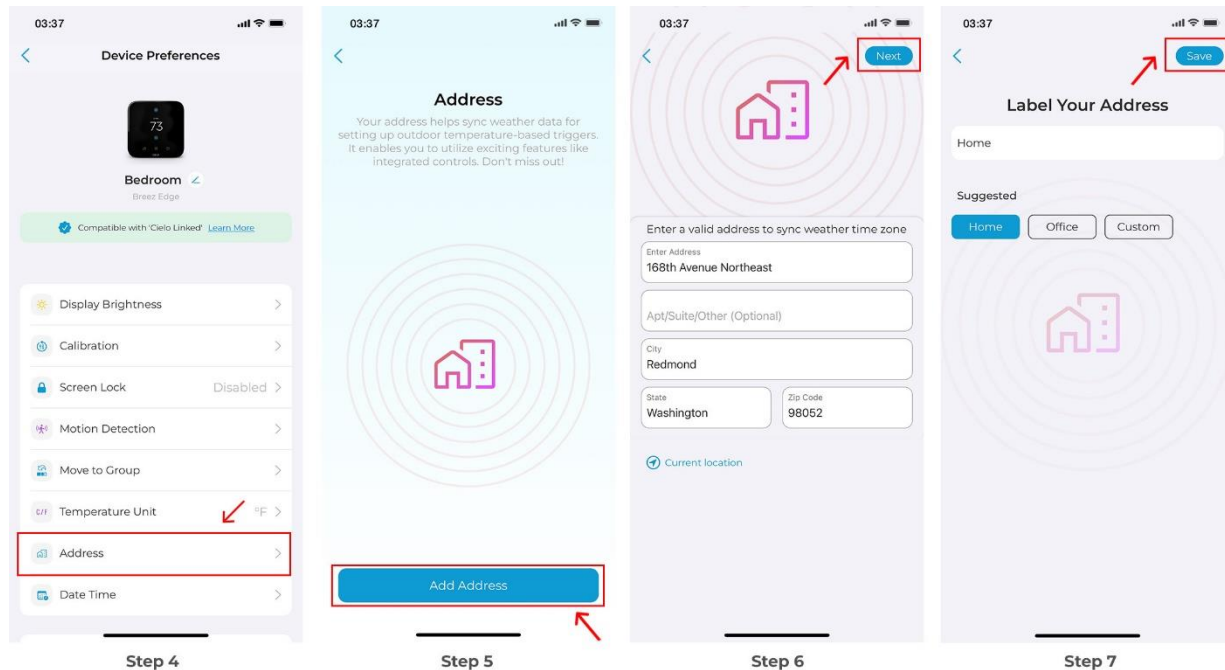 03:37
Device Preferences
73
Bedroom
Breez Edge
Compatible with 'Cielo Linked' Learn More
Display Brightness
Calibration
Screen Lock Disabled
Motion Detection
Move to Group
C/F Temperature Unit °F
Address
Date Time
Step 4
03:37
Address
Your address helps sync weather data for
setting up outdoor temperature-based triggers.
It enables you to utilize exciting features like
integrated controls. Don't miss out!
Add Address
Step 5
03:37
Next
Enter a valid address to sync weather time zone
Enter Address
168th Avenue Northeast
Apt/Suite/Other (Optional)
City
Redmond
State
Washington
Zip Code
98052
Current location
Step 6
03:37
Save
Label Your Address
Home
Suggested
Home Office Custom
Step 7